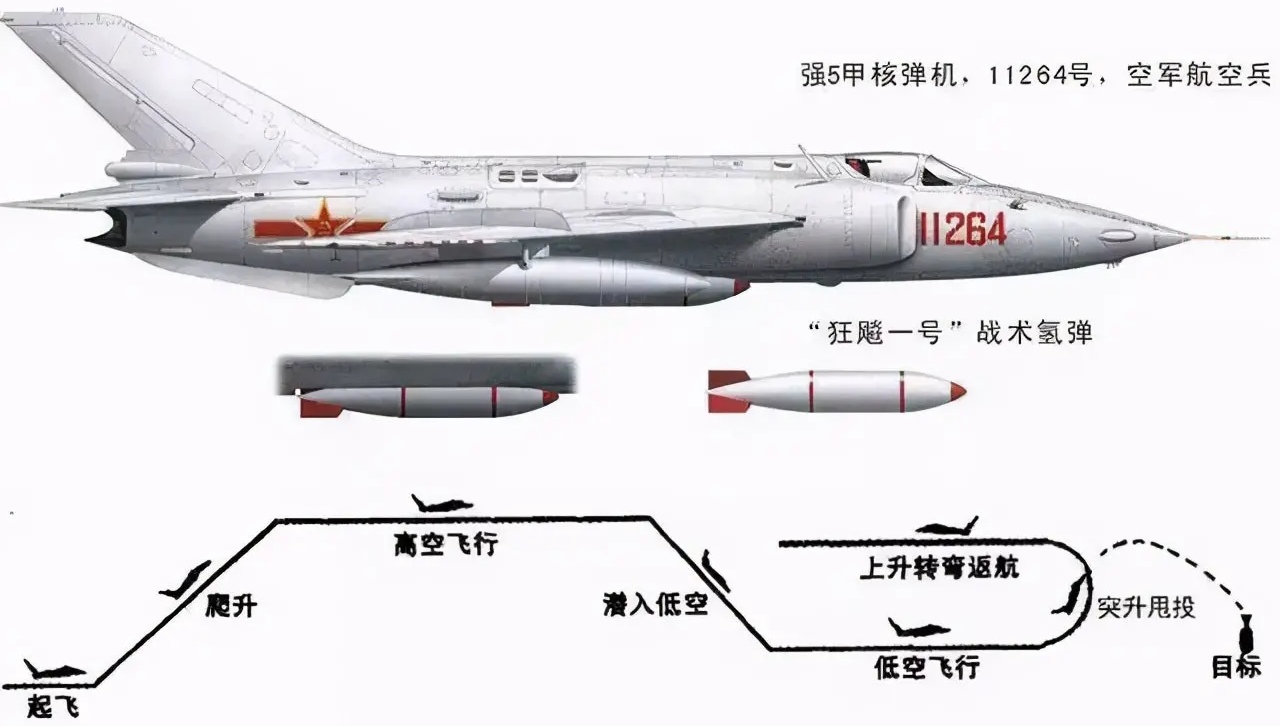 强5甲核弹机，11264号，空军航空兵
11264
“狂飚一号”战术氢弹
高空飞行
上升转弯返航
爬升
潜入低空
突升甩投
低空飞行
目标
起飞